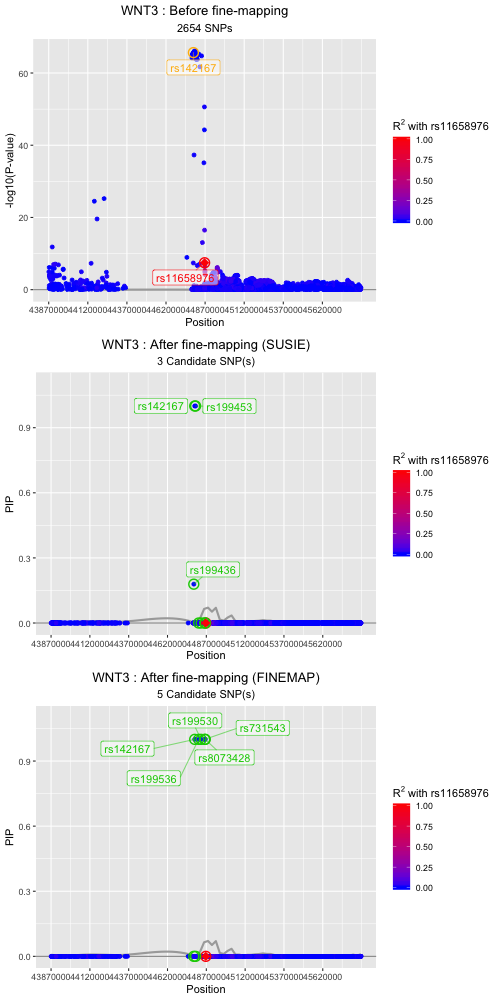 WNT3 : Before fine-mapping
2654 SNPs
60
40
20
0
-log10(P-value)
rs142167
rs11658976
43870000441200004437000044620000448700004512000045370000045620000
Position
R2 with rs11658976
1.00
0.75
0.50
0.25
0.00
WNT3 : After fine-mapping (SUSIE)
3 Candidate SNP(s)
0.9
0.6
0.3
0.0
PIP
rs142167
rs199453
rs199436
4387000044120000443700004462000044870000451200004537000045620000
Position
R2 with rs11658976
1.00
0.75
0.50
0.25
0.00
WNT3 : After fine-mapping (FINEMAP)
5 Candidate SNP(s)
0.9
0.6
0.3
0.0
PIP
rs199530
rs731543
rs142167
rs8073428
rs199536
4387000044120000443700004462000044870000451200004537000045620000
Position
R2 with rs11658976
1.00
0.75
0.50
0.25
0.00